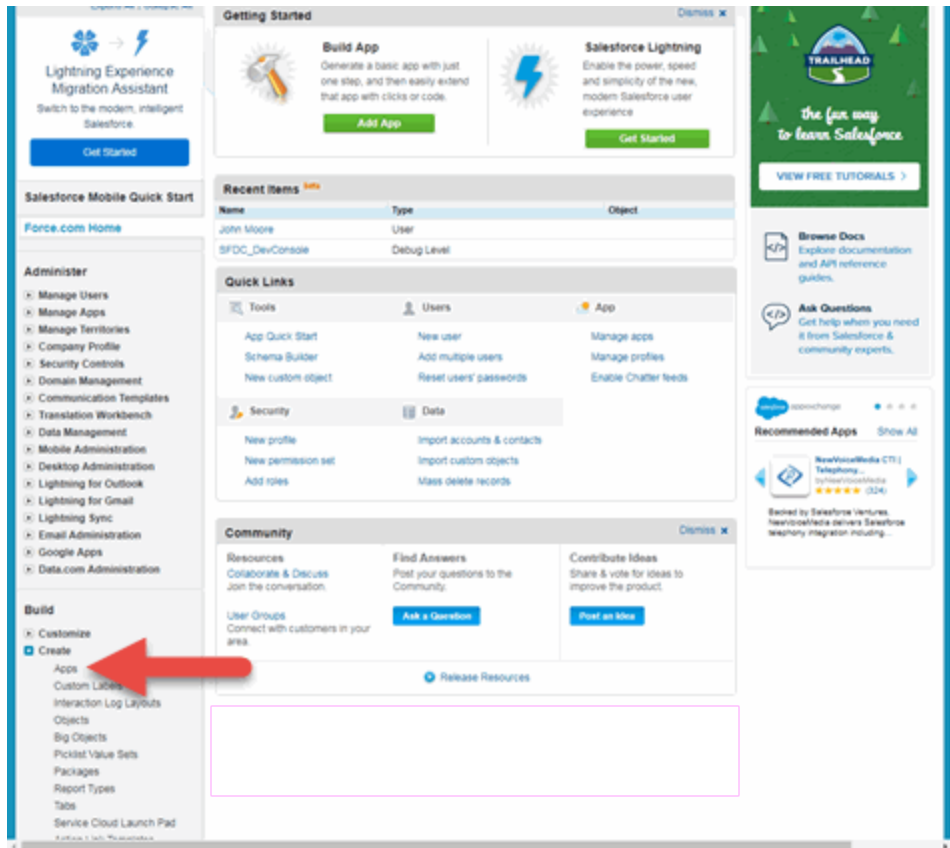 Expand All | Collapse All
Lightning Experience
Migration Assistant
Switch to the modern, intelligent
Salesforce.
Get Started
Salesforce Mobile Quick Start
Force.com Home
Administer
Manage Users
Manage Apps
Manage Territories
Company Profile
Security Controls
Domain Management
Communication Templates
Translation Workbench
Data Management
Mobile Administration
Desktop Administration
Lightning for Outlook
Lightning for Gmail
Lightning Sync
Email Administration
Google Apps
Data.com Administration
Build
Customize
Create
Apps
Custom Labels
Interaction Log Layouts
Objects
Big Objects
Picklist Value Sets
Packages
Report Types
Tabs
Service Cloud Launch Pad
Action Link Templates
Getting Started
Dismiss x
Build App
Generate a basic app with just
one step, and then easily extend
that app with clicks or code.
Add App
Salesforce Lightning
Enable the power, speed
and simplicity of the new,
modern Salesforce user
experience
Get Started
Recent Items Beta
Name Type Object
John Moore User
SFDC_DevConsole Debug Level
Quick Links
Tools Users App
App Quick Start New user Manage apps
Schema Builder Add multiple users Manage profiles
New custom object Reset users' passwords Enable Chatter feeds
Security Data
New profile Import accounts & contacts
New permission set Import custom objects
Add roles Mass delete records
Community
Dismiss x
Resources
Collaborate & Discuss
Join the conversation.
User Groups
Connect with customers in your
area.
Find Answers
Post your questions to the
Community.
Ask a Question
Contribute Ideas
Share & vote for ideas to
improve the product.
Post an Idea
Release Resources
TRAILHEAD
the fun way
to learn Salesforce
VIEW FREE TUTORIALS >
Browse Docs
Explore documentation
and API reference
guides.
Ask Questions
Get help when you need
it from Salesforce &
community experts.
salesforce appexchange
Recommended Apps Show All
NewVoiceMedia CTI |
Telephony...
byNewVoiceMedia
(324)
Backed by Salesforce Ventures,
NewVoiceMedia delivers Salesforce
telephony integration including...